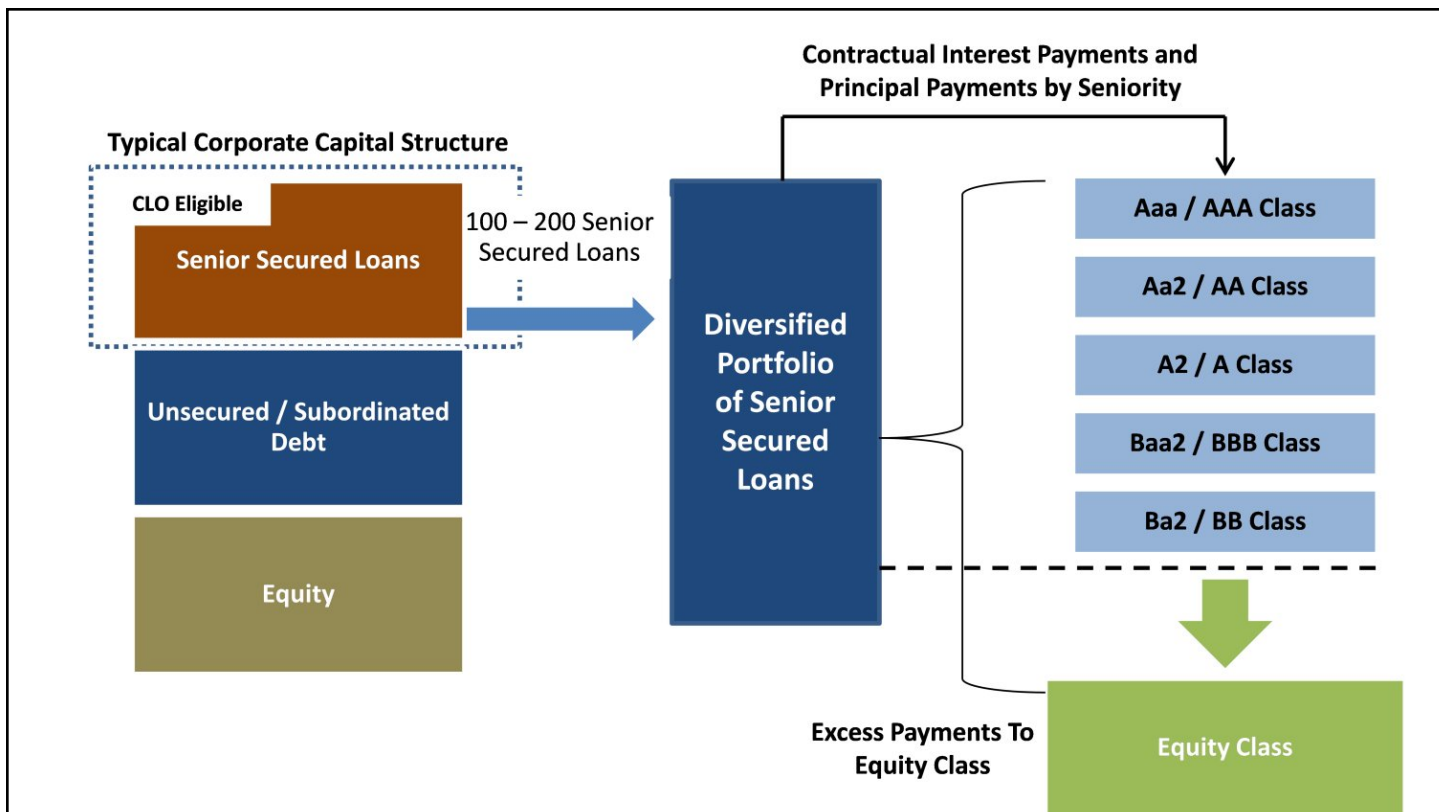 Contractual Interest Payments and
Principal Payments by Seniority
Typical Corporate Capital Structure
CLO Eligible
Senior Secured Loans
100 – 200 Senior
Secured Loans
Unsecured / Subordinated
Debt
Equity
Diversified
Portfolio
of Senior
Secured
Loans
Aaa / AAA Class
Aa2 / AA Class
A2 / A Class
Baa2 / BBB Class
Ba2 / BB Class
Excess Payments To
Equity Class
Equity Class